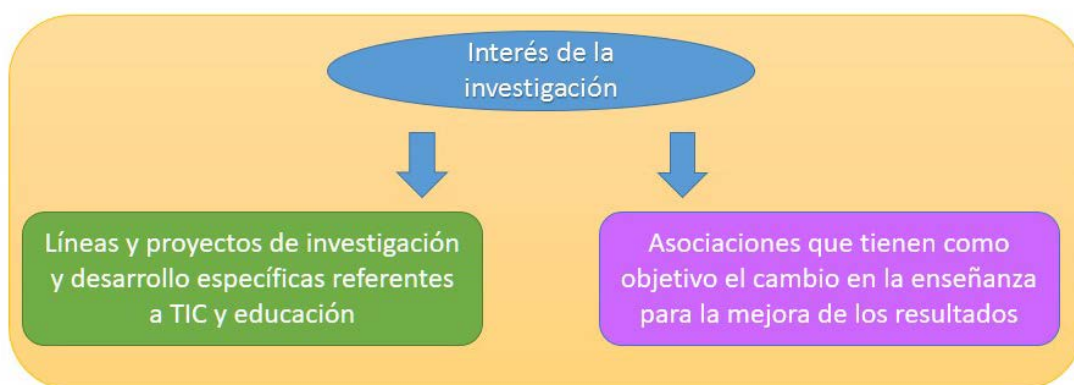 Interés de la
investigación
Líneas y proyectos de investigación
y desarrollo específicas referentes
a TIC y educación
Asociaciones que tienen como
objetivo el cambio en la enseñanza
para la mejora de los resultados